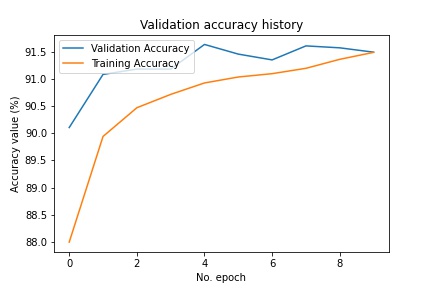 Validation accuracy history
Validation Accuracy
Training Accuracy
Accuracy value (%)
91.5
91.0
90.5
90.0
89.5
89.0
88.5
88.0
0 2 4 6 8
No. epoch